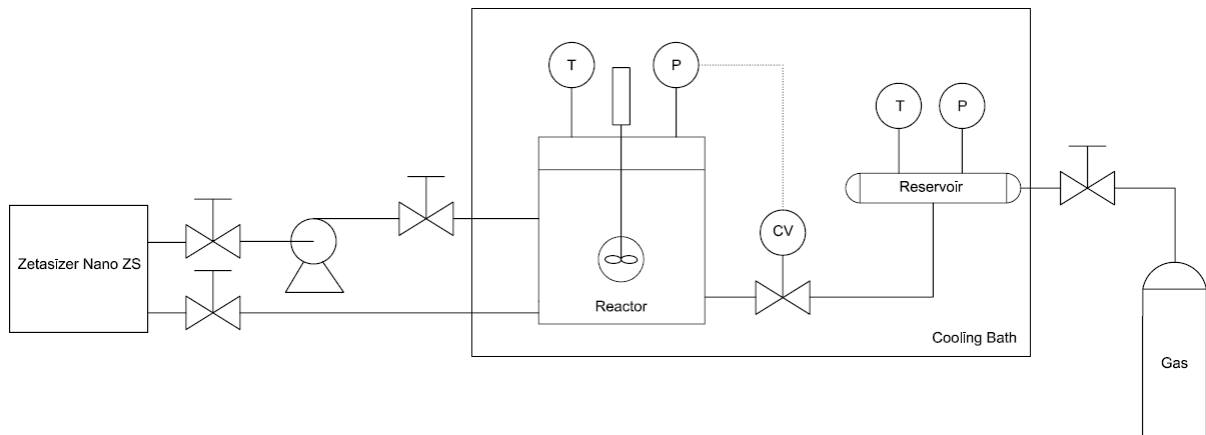 T
P
T
P
Reservoir
CV
Zetasizer Nano ZS
Reactor
Cooling Bath
Gas